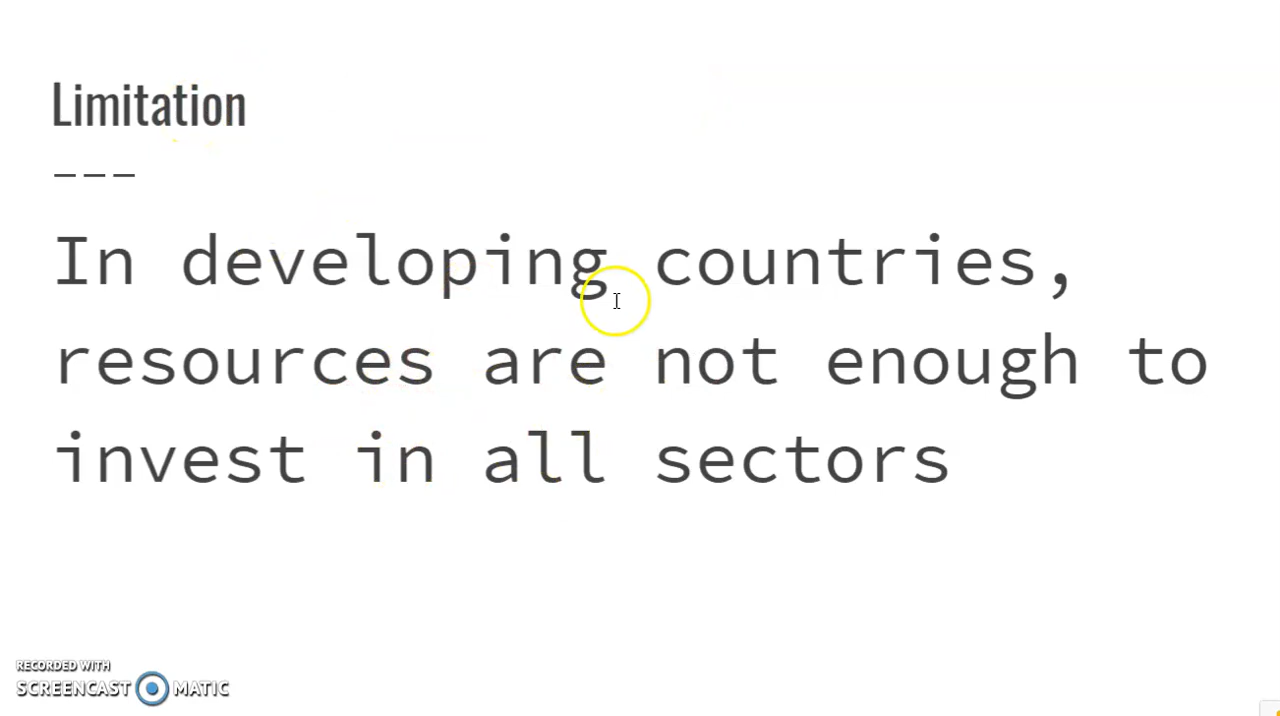 Limitation
---
In developing countries,
resources are not enough to
invest in all sectors
RECORDED WITH
SCREENCAST MATIC